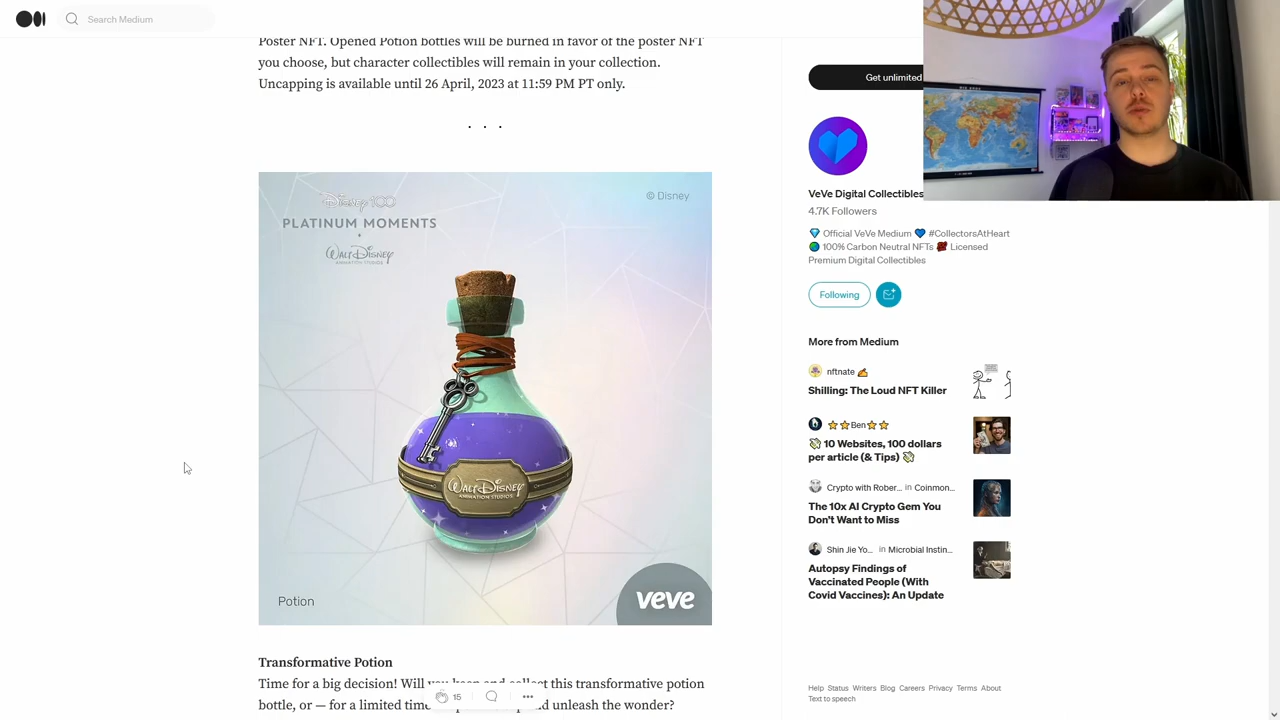 Search Medium
Poster NFT. Opened Potion bottles will be burned in favor of the poster NFT
you choose, but character collectibles will remain in your collection.
Uncapping is available until 26 April, 2023 at 11:59 PM PT only.
. . .
Disney 100
© Disney
PLATINUM MOMENTS
WALT DISNEY
ANIMATION STUDIOS
WALT DISNEY
ANIMATION STUDIOS
Potion
veve
Transformative Potion
Time for a big decision! Will you keep and collect this transformative potion
bottle, or — for a limited time
unleash the wonder?
15
Get unlimited
VeVe Digital Collectibles
4.7K Followers
💎 Official VeVe Medium 💙 #CollectorsAtHeart
🌍 100% Carbon Neutral NFTs Licensed
Premium Digital Collectibles
Following
More from Medium
nftnate ✍️
Shilling: The Loud NFT Killer
⭐⭐Ben⭐⭐
💸 10 Websites, 100 dollars
per article (& Tips) 💸
Crypto with Rober... in Coinmon...
The 10x AI Crypto Gem You
Don't Want to Miss
Shin Jie Yo... in Microbial Instin...
Autopsy Findings of
Vaccinated People (With
Covid Vaccines): An Update
Help Status Writers Blog Careers Privacy Terms About
Text to speech